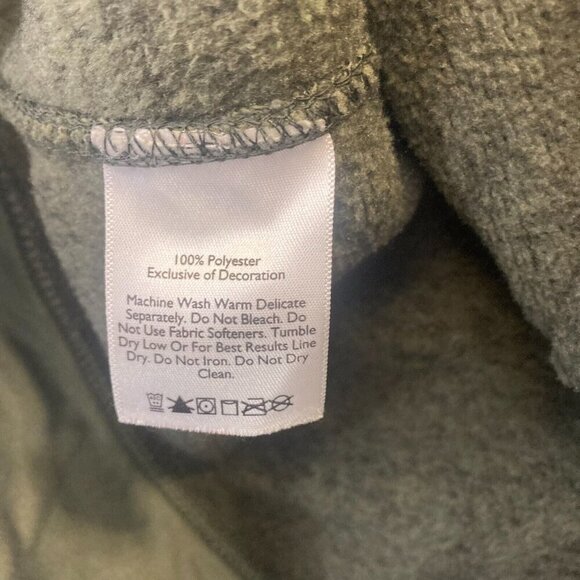 100% Polyester
Exclusive of Decoration
Machine Wash Warm Delicate
Separately. Do Not Bleach. Do
Not Use Fabric Softeners. Tumble
Dry Low Or For Best Results Line
Dry. Do Not Iron. Do Not Dry
Clean.